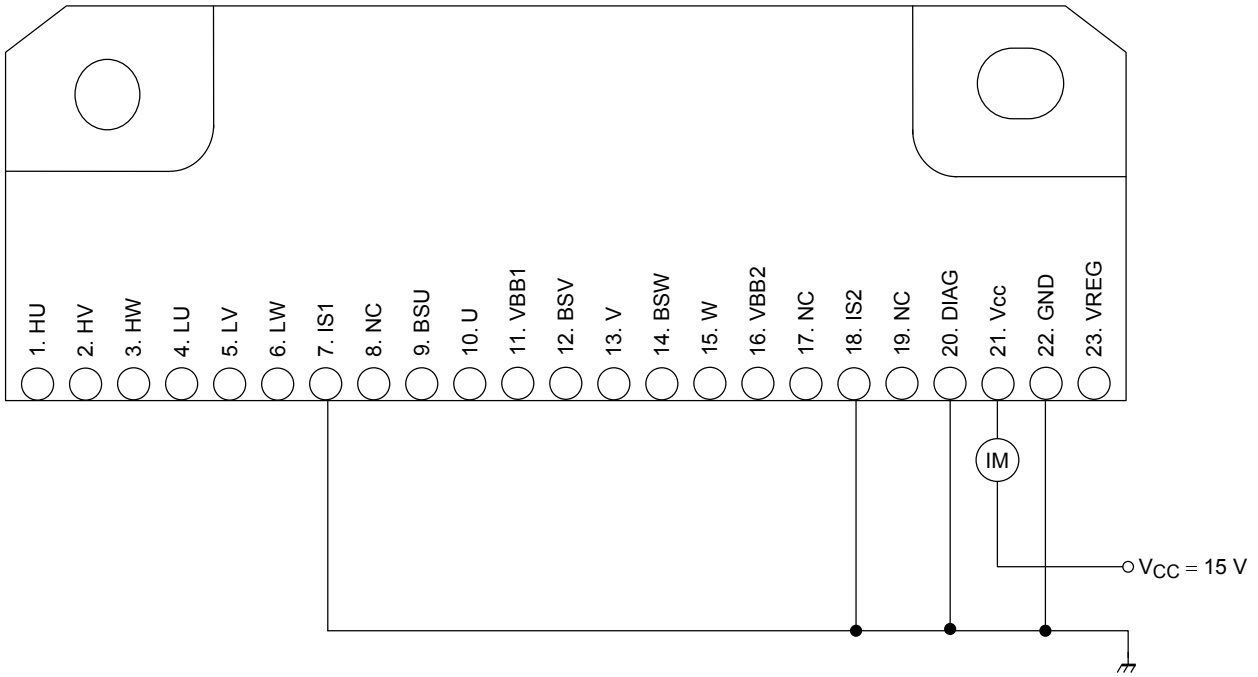 1. HU
2. HV
3. HW
4. LU
5. LV
6. LW
7. IS1
8. NC
9. BSU
10. U
11. VBB1
12. BSV
13. V
14. BSW
15. W
16. VBB2
17. NC
18. IS2
19. NC
20. DIAG
21. Vcc
22. GND
23. VREG
IM
VCC = 15 V